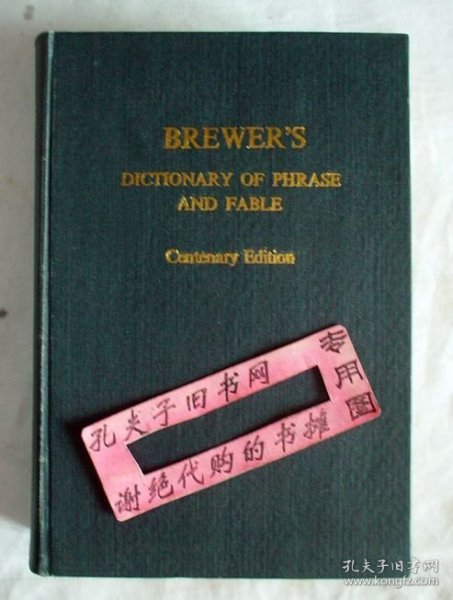 BREWER'S
DICTIONARY OF PHRASE
AND FABLE
Centenary Edition
孔夫子旧书网
专用图
谢绝代购的书摊
孔夫子旧书网
www.kongfz.com